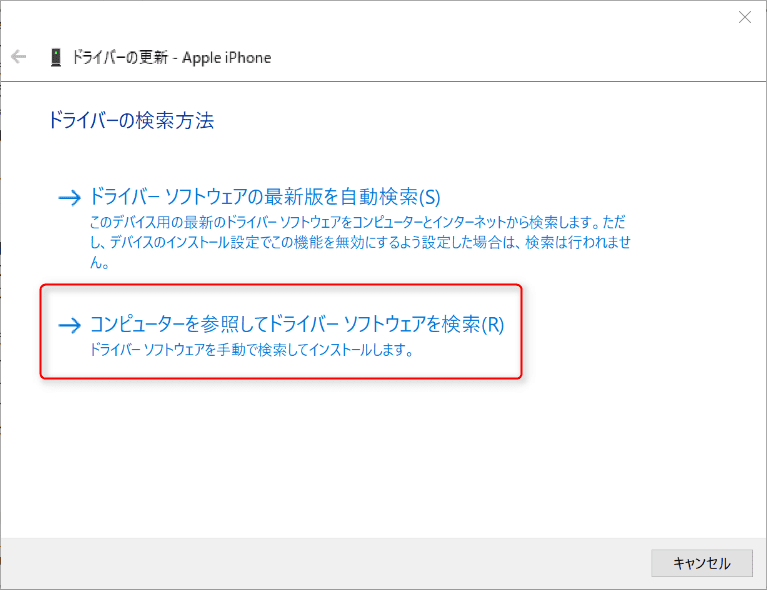 ドライバーの更新 - Apple iPhone
ドライバーの検索方法
ドライバー ソフトウェアの最新版を自動検索(S)
このデバイス用の最新のドライバー ソフトウェアをコンピューターとインターネットから検索します。ただ
し、デバイスのインストール設定でこの機能を無効にするよう設定した場合は、検索は行われませ
ん。
コンピューターを参照してドライバー ソフトウェアを検索(R)
ドライバー ソフトウェアを手動で検索してインストールします。
キャンセル